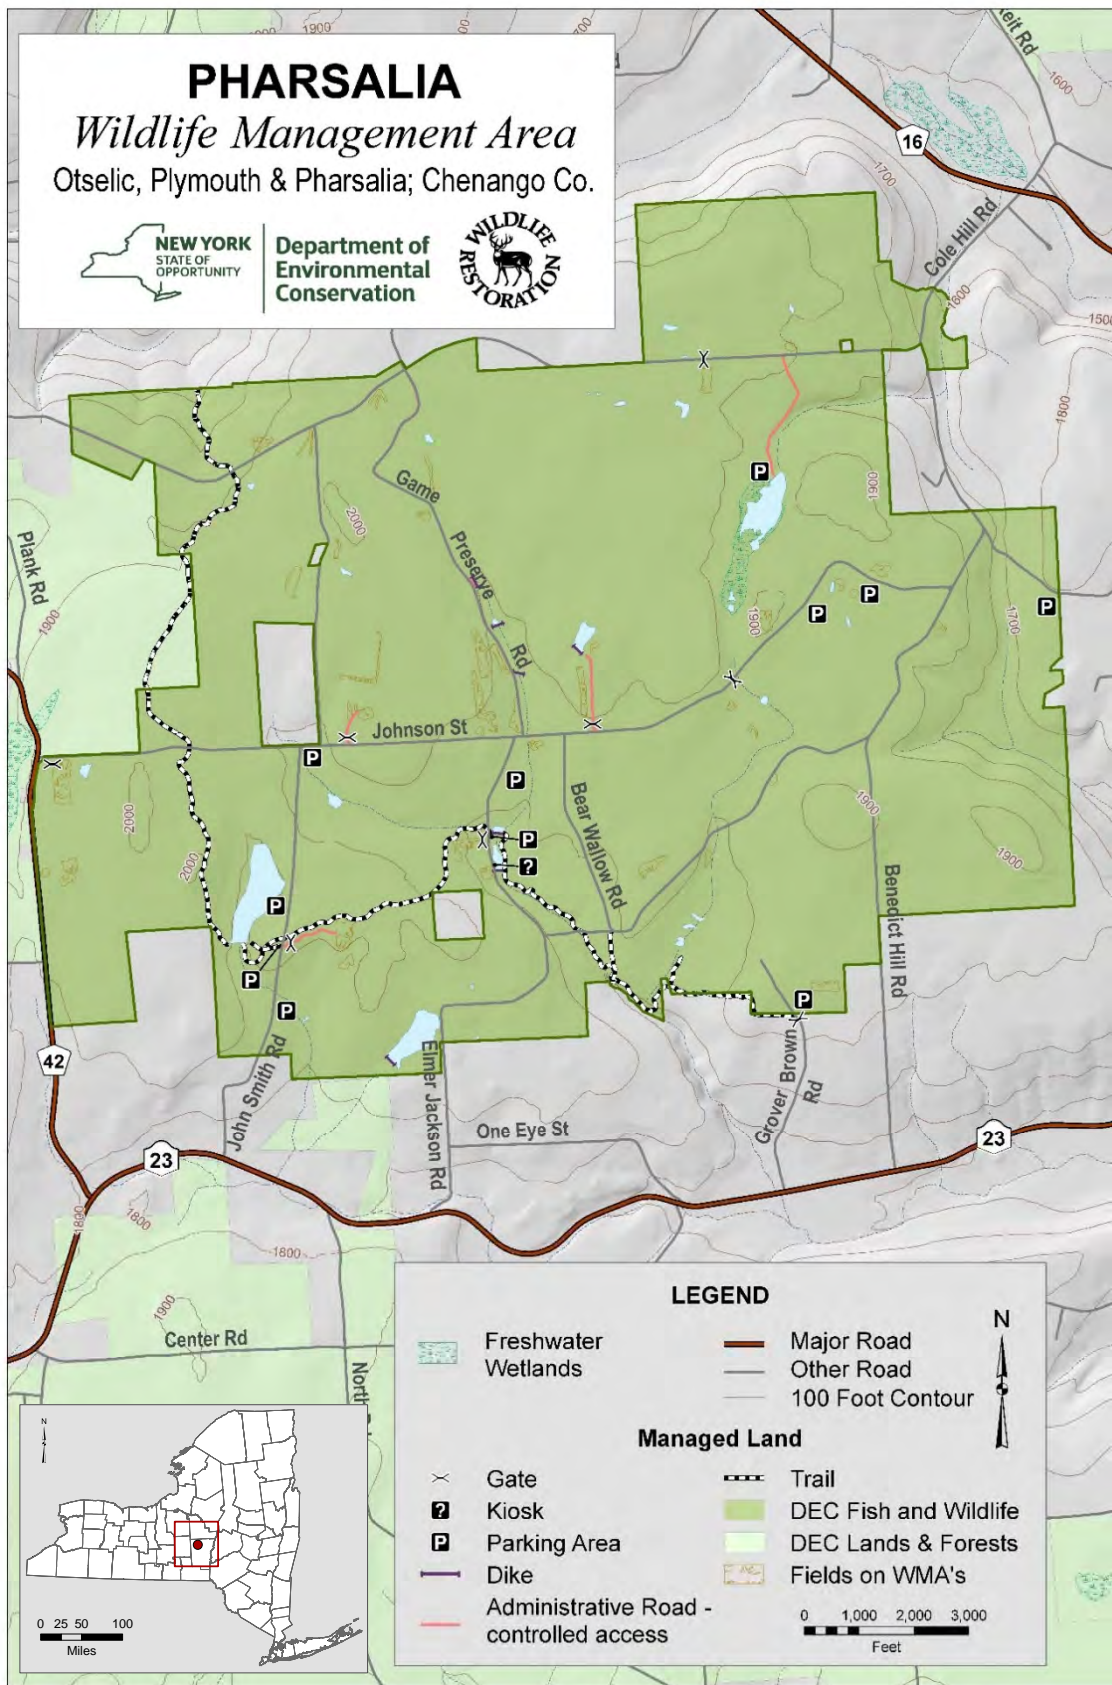 PHARSALIA
Wildlife Management Area
Otselic, Plymouth & Pharsalia; Chenango Co.
NEW YORK
STATE OF
OPPORTUNITY
Department of
Environmental
Conservation
WILDLIFE
RESTORATION
1900
1700
16
1600
1700
Cole Hill Rd
1600
1500
1800
Game
Preserve
Rd
2000
1900
Plank Rd
1900
1900
1700
Johnson St
2000
2000
Bear Wallow Rd
1900
1900
Benedict Hill Rd
42
John Smith Rd
Elmer Jackson Rd
Grover Brown
Rd
One Eye St
23
23
1800
1800
1800
1900
Center Rd
LEGEND
Freshwater
Wetlands
Major Road
Other Road
100 Foot Contour
N
Managed Land
Gate
Trail
? Kiosk
DEC Fish and Wildlife
P Parking Area
DEC Lands & Forests
Dike
Fields on WMA's
Administrative Road -
controlled access
0 1,000 2,000 3,000
Feet
N
0 25 50 100
Miles